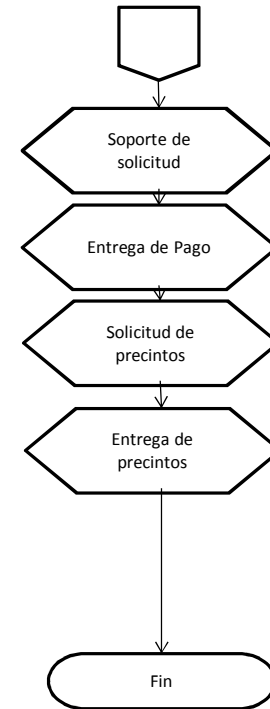 Soporte de
solicitud
Entrega de Pago
Solicitud de
precintos
Entrega de
precintos
Fin